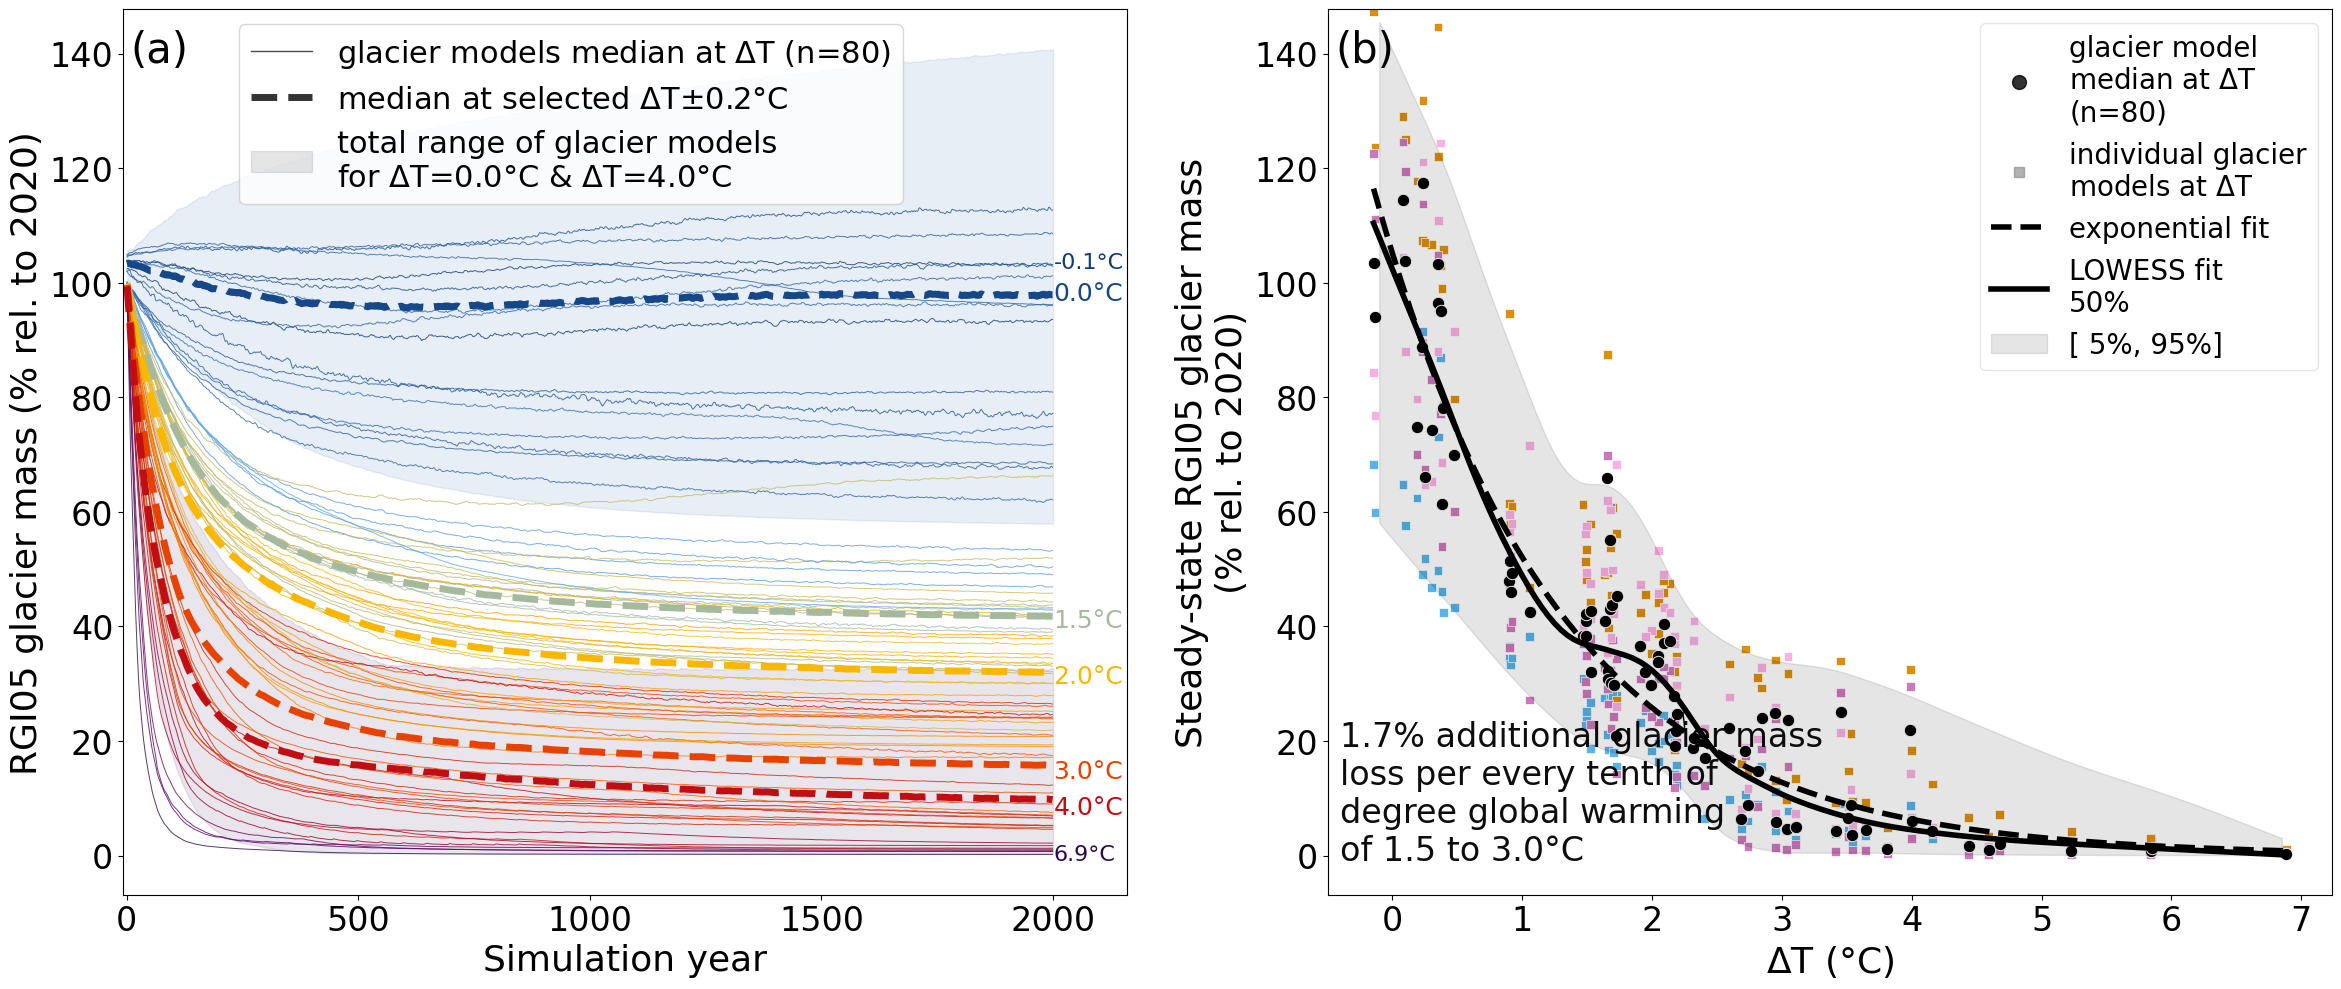 (a)
glacier models median at ΔT (n=80)
median at selected ΔT±0.2°C
total range of glacier models
for ΔT=0.0°C & ΔT=4.0°C
RGI05 glacier mass (% rel. to 2020)
140
120
100
80
60
40
20
0
-0.1°C
0.0°C
1.5°C
2.0°C
3.0°C
4.0°C
6.9°C
0 500 1000 1500 2000
Simulation year
(b)
glacier model
median at ΔT
(n=80)
individual glacier
models at ΔT
exponential fit
LOWESS fit
50%
[ 5%, 95%]
Steady-state RGI05 glacier mass
(% rel. to 2020)
140
120
100
80
60
40
20
0
1.7% additional glacier mass
loss per every tenth of
degree global warming
of 1.5 to 3.0°C
0 1 2 3 4 5 6 7
ΔT (°C)